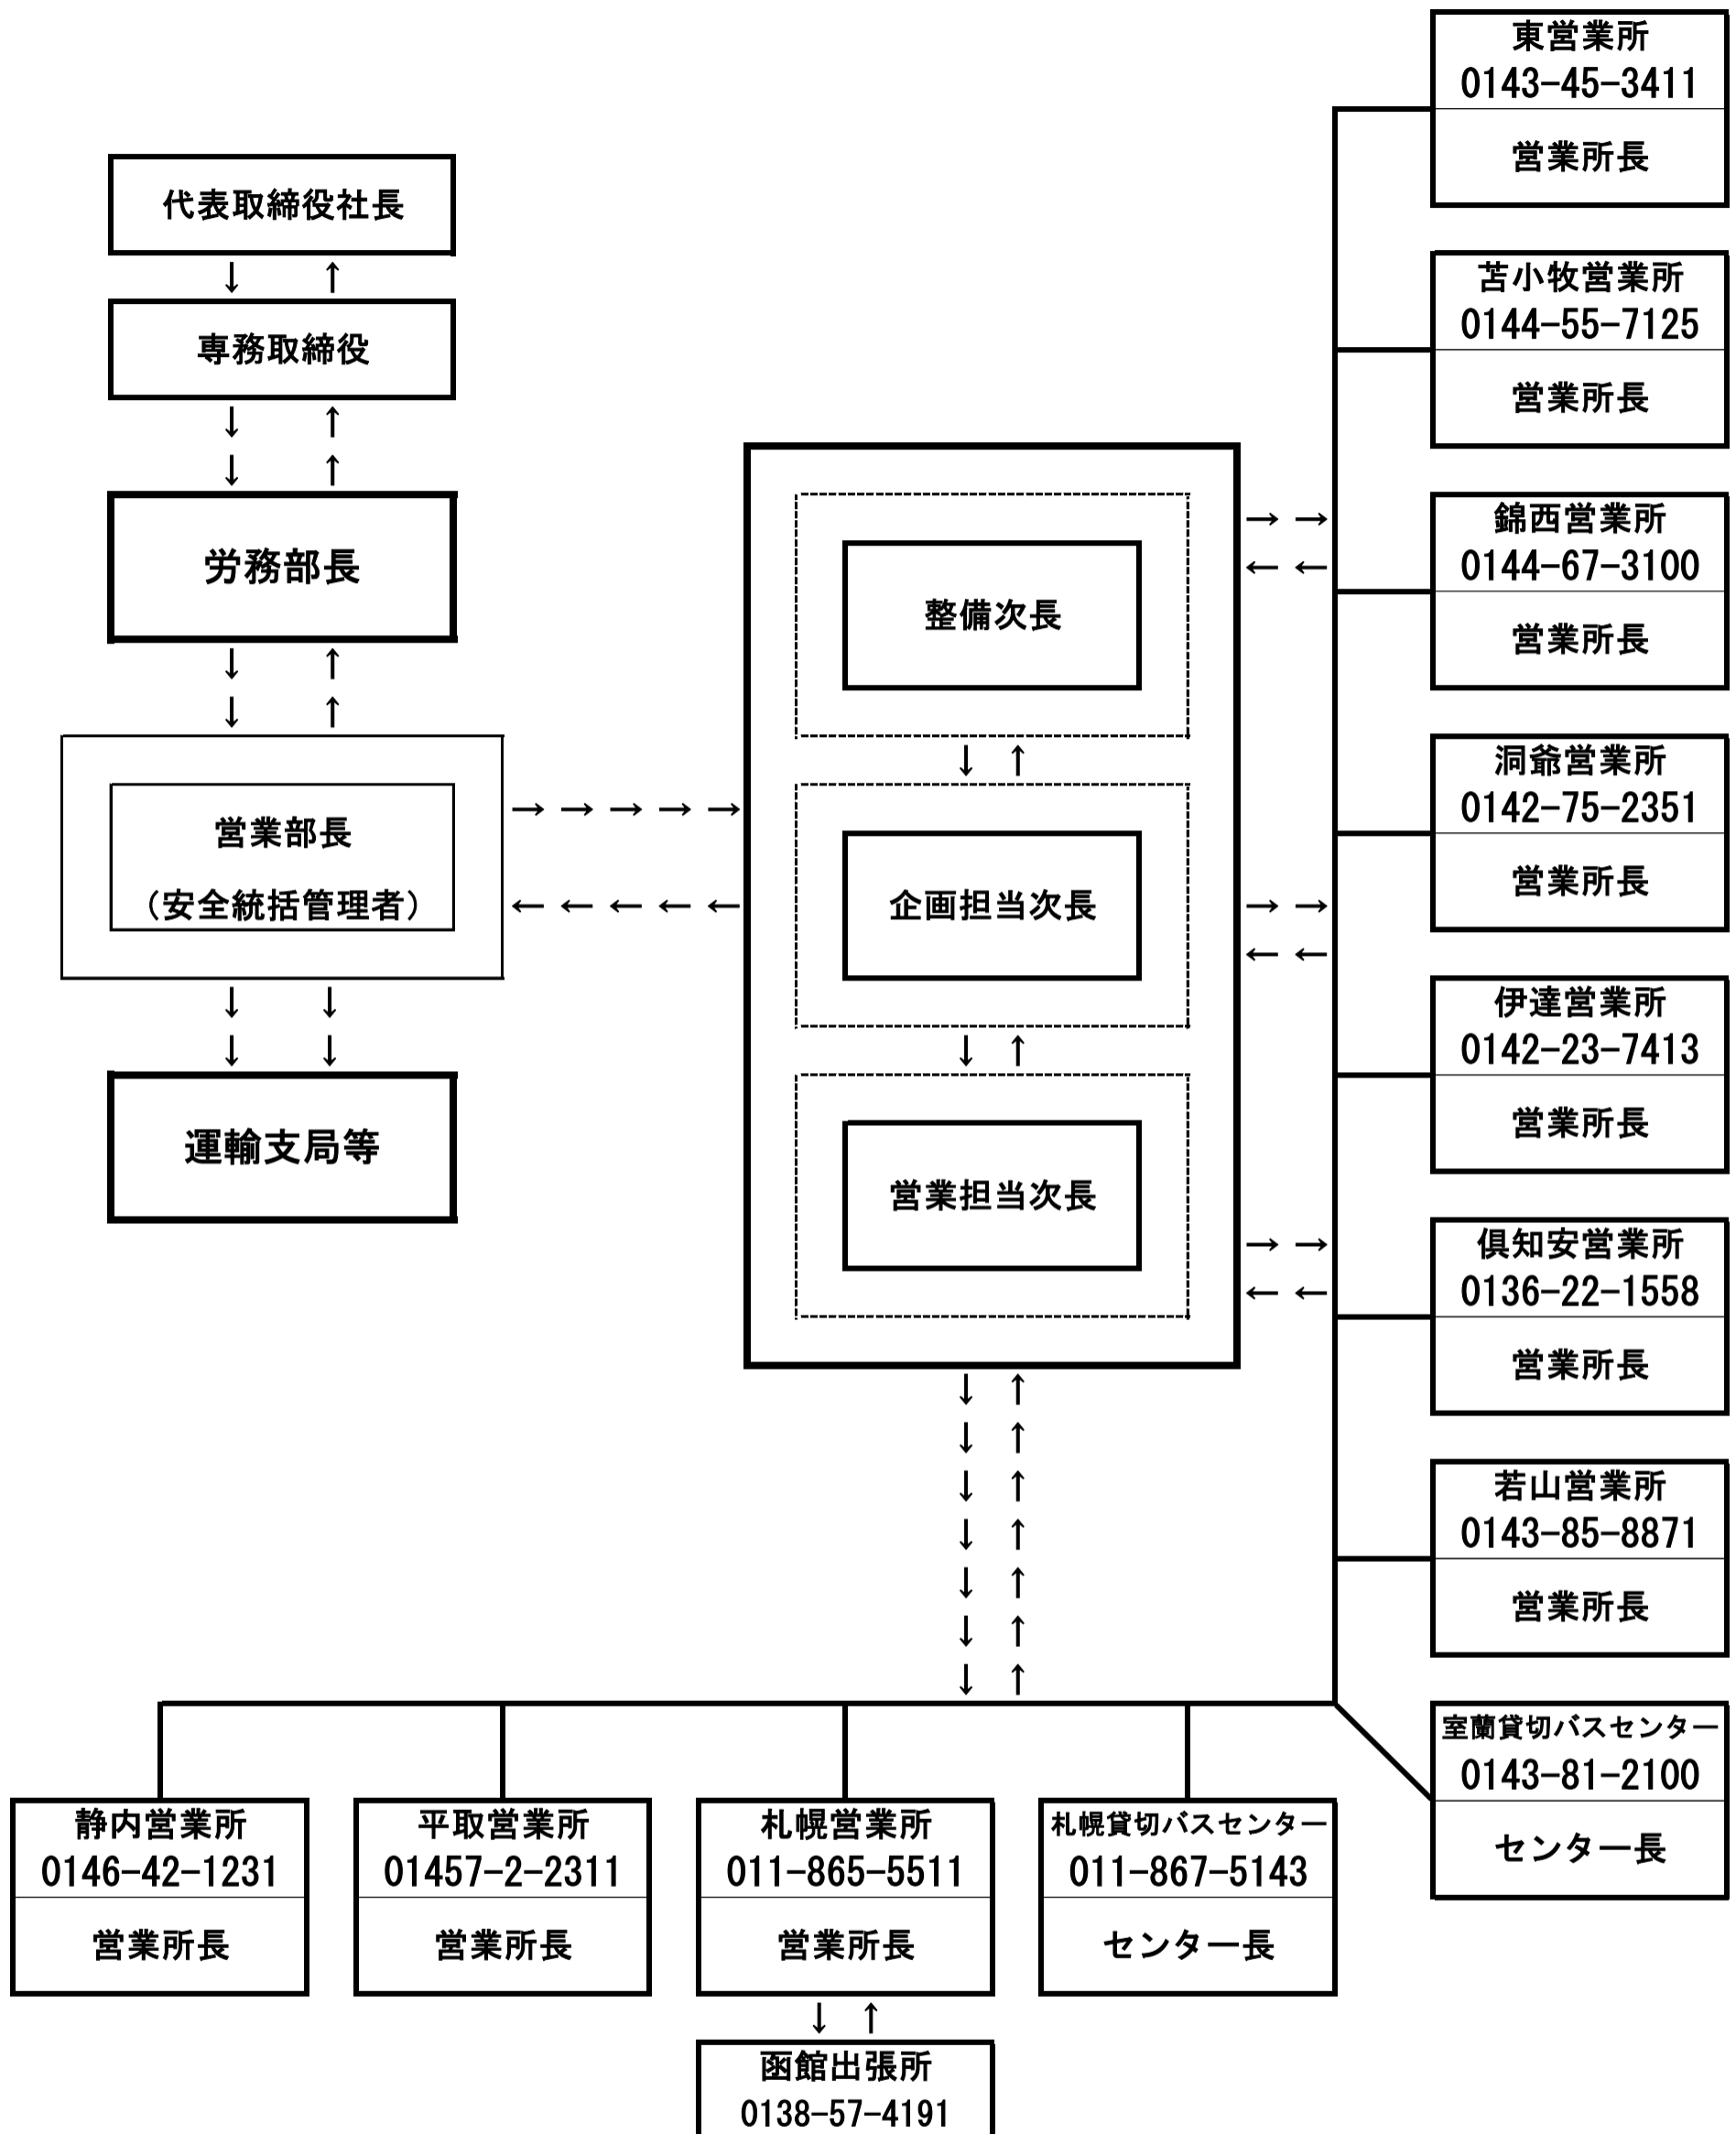 代表取締役社長
↓ ↑
専務取締役
↓ ↑
↓ ↑
労務部長
↓ ↑
↓ ↑
営業部長
（安全統括管理者）
→→→→→
←←←←←
↓ ↓
↓ ↓
運輸支局等
整備次長
↓ ↑
企画担当次長
↓ ↑
営業担当次長
→→
←←
→→
←←
→→
←←
↓ ↑
↓ ↑
↓ ↑
↓ ↑
↓ ↑
↓ ↑
↓ ↑
東営業所
0143-45-3411
営業所長
苫小牧営業所
0144-55-7125
営業所長
錦西営業所
0144-67-3100
営業所長
洞爺営業所
0142-75-2351
営業所長
伊達営業所
0142-23-7413
営業所長
倶知安営業所
0136-22-1558
営業所長
若山営業所
0143-85-8871
営業所長
室蘭貸切バスセンター
0143-81-2100
センター長
静内営業所
0146-42-1231
営業所長
平取営業所
01457-2-2311
営業所長
札幌営業所
011-865-5511
営業所長
札幌貸切バスセンター
011-867-5143
センター長
↓ ↑
函館出張所
0138-57-4191